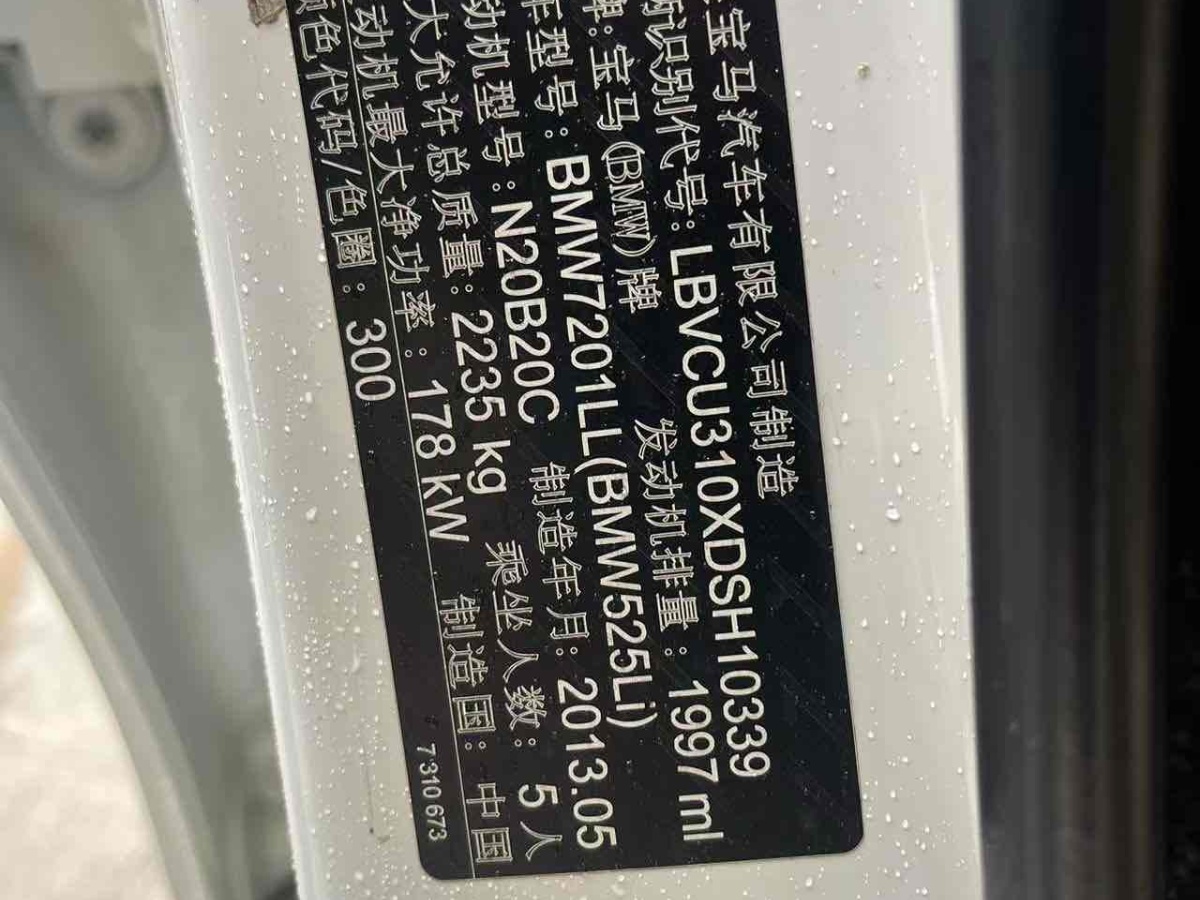 宝马汽车有限公司制造
识别代号: LBVCU310XDSH10339
牌:宝马(BMW)牌 发动机排量: 1997 ml
车型号: BMW7201LL(BMW525Li)
动机型号: N20B20C 制造年月: 2013.05
大允许总质量: 2235 kg 乘坐人数: 5 人
动机最大净功率: 178 kW 制造国: 中国
颜色代码/色圈: 300
7 310 673